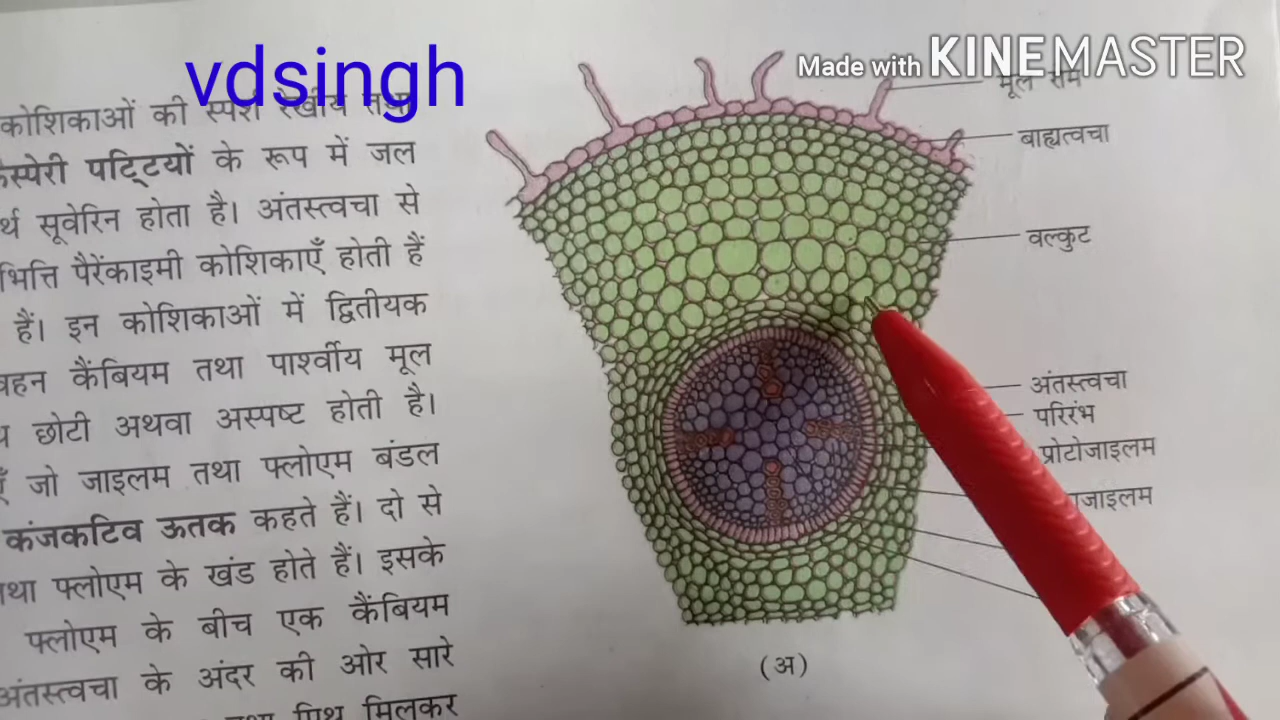 vdsingh
Made with KINEMASTER
कोशिकाओं की
पट्टियों के रूप में जल
सूवेरिन होता है। अंतस्त्वचा से
भित्ति पैरेंकाइमी कोशिकाएँ होती हैं
हैं। इन कोशिकाओं में द्वितीयक
कैंबियम तथा पार्श्वीय मूल
छोटी अथवा अस्पष्ट होती है।
जो जाइलम तथा फ्लोएम बंडल
कंजकटिव ऊतक कहते हैं। दो से
फ्लोएम के खंड होते हैं। इसके
फ्लोएम के बीच एक कैंबियम
अंतस्त्वचा के अंदर की ओर सारे
मिलकर
मूल रोम
बाह्यत्वचा
वल्कुट
अंतस्त्वचा
परिरंभ
प्रोटोजाइलम
(अ)